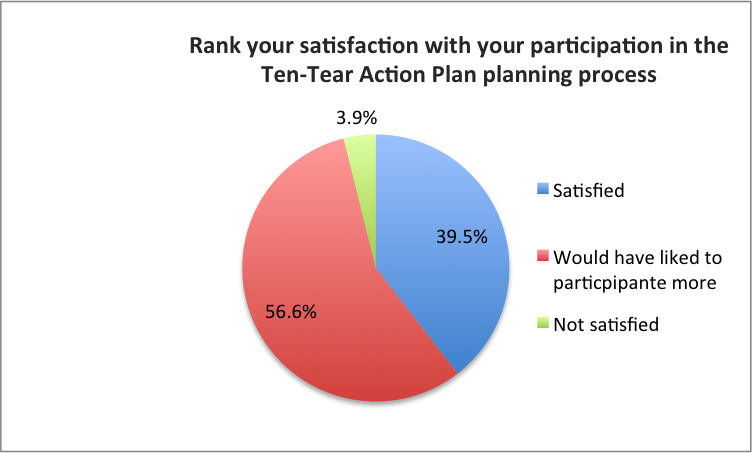 Rank your satisfaction with your participation in the
Ten-Tear Action Plan planning process
3.9%
39.5%
56.6%
Satisfied
Would have liked to
particpipante more
Not satisfied